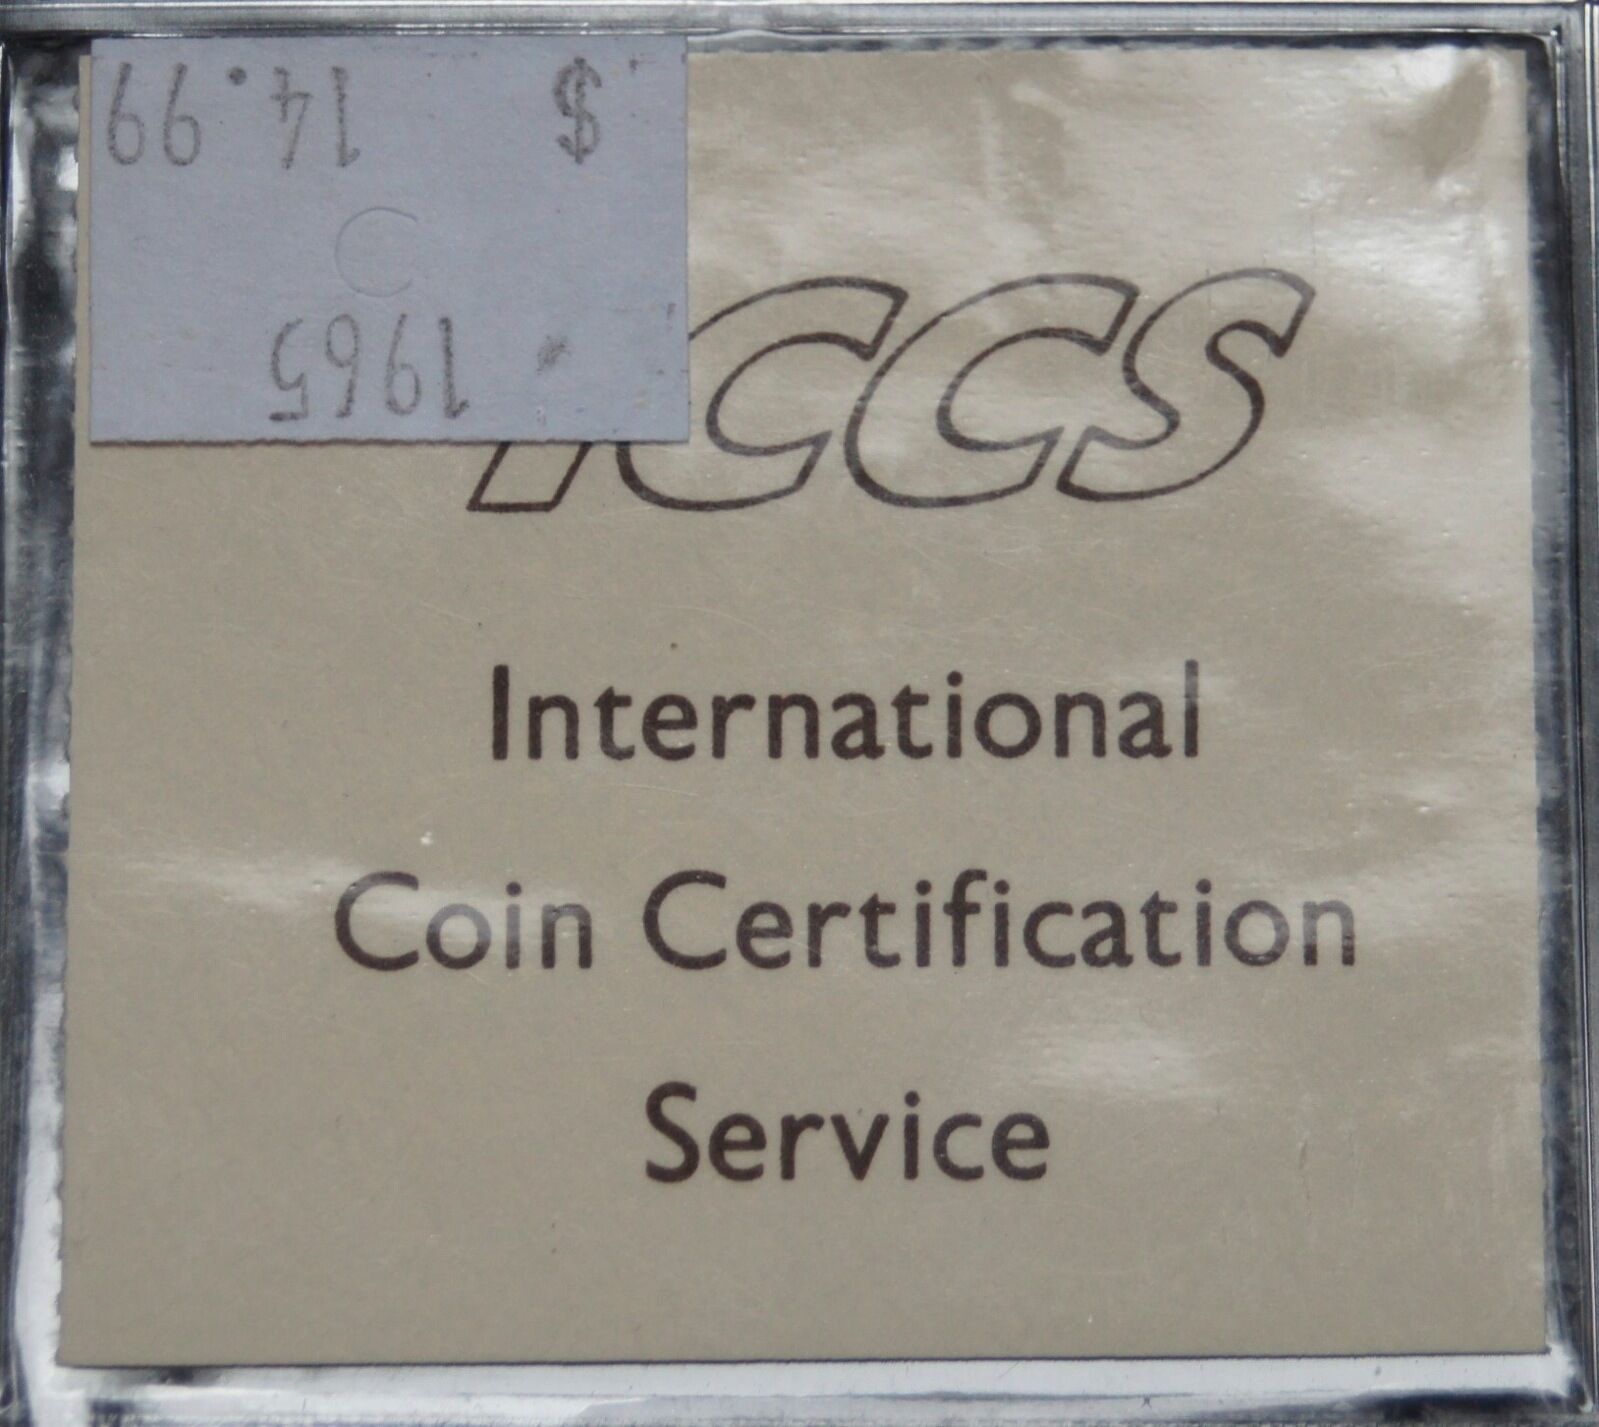 1965
$ 14.99
ICCS
International
Coin Certification
Service